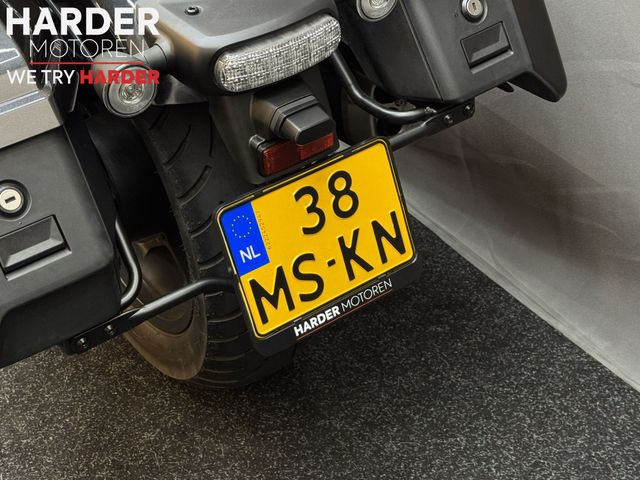 HARDER
MOTOREN
WE TRY HARDER
38
NL
MS-KN
HARDER MOTOREN